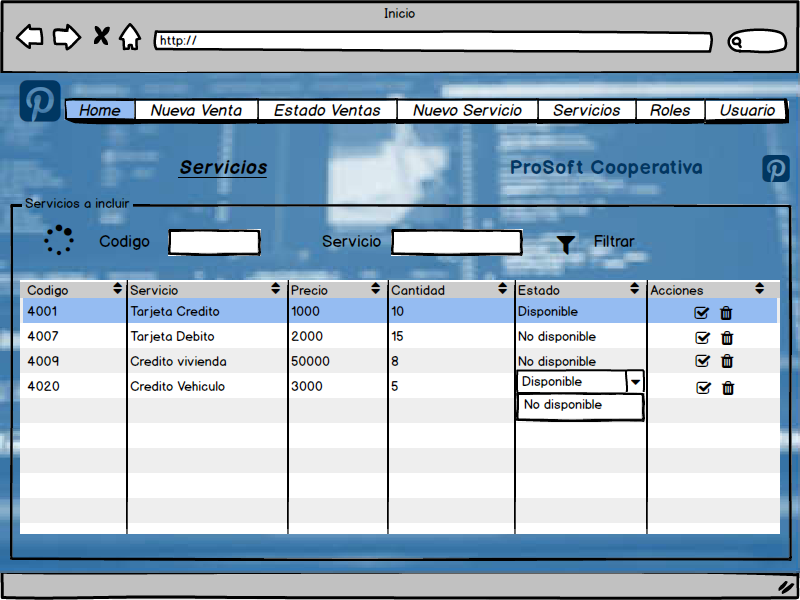 Inicio
http://
Home Nueva Venta Estado Ventas Nuevo Servicio Servicios Roles Usuario
Servicios ProSoft Cooperativa
Servicios a incluir
Codigo Servicio Filtrar
Codigo Servicio Precio Cantidad Estado Acciones
4001 Tarjeta Credito 1000 10 Disponible
4007 Tarjeta Debito 2000 15 No disponible
4009 Credito vivienda 50000 8 No disponible
4020 Credito Vehiculo 3000 5 Disponible
No disponible